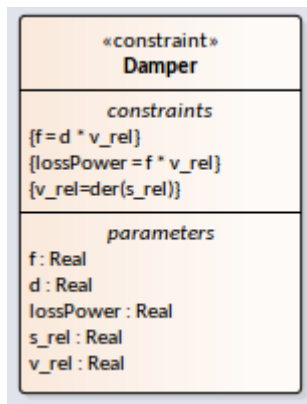 «constraint»
Damper
constraints
{f=d * v_rel}
{lossPower=f * v_rel}
{v_rel=der(s_rel)}
parameters
f : Real
d : Real
lossPower : Real
s_rel : Real
v_rel : Real